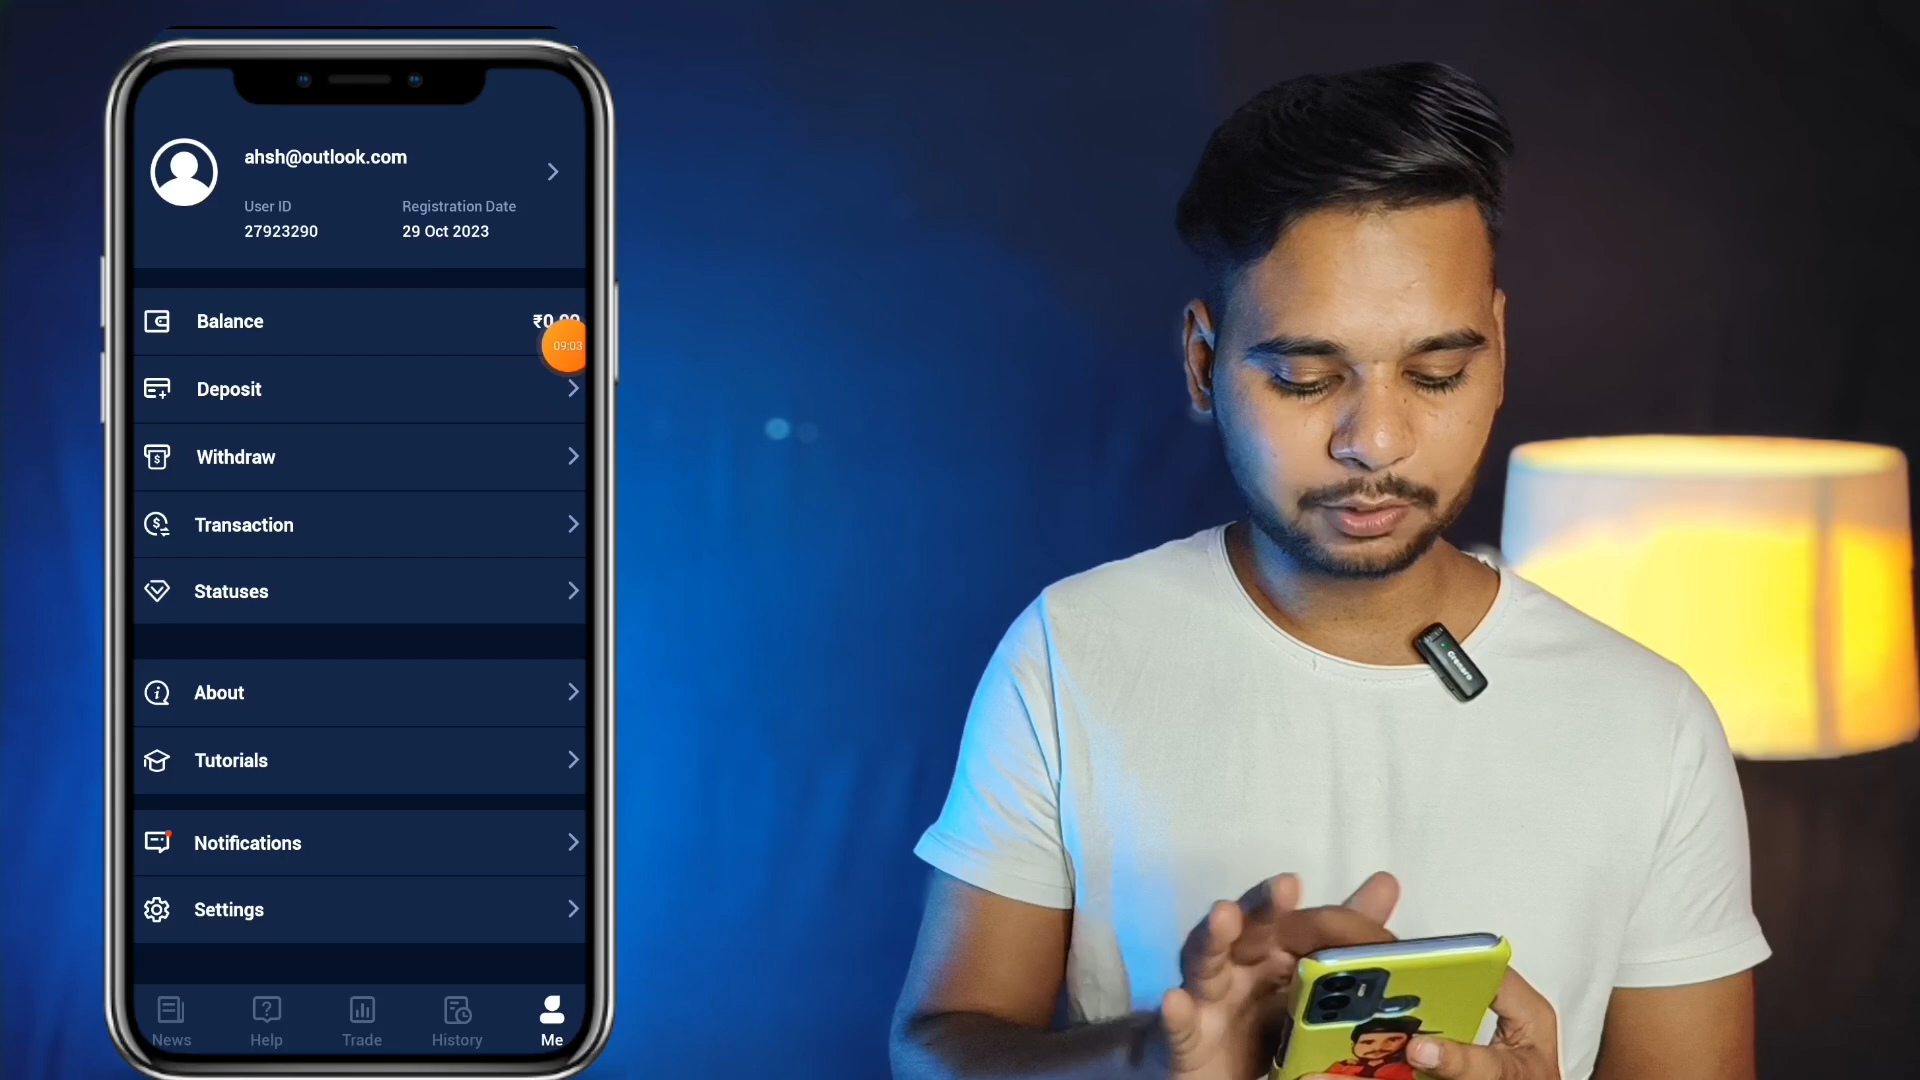 ahsh@outlook.com
User ID
Registration Date
27923290
29 Oct 2023
Balance
09:03
Deposit
Withdraw
Transaction
Statuses
About
Tutorials
Notifications
Settings
News
Help
Trade
History
Me